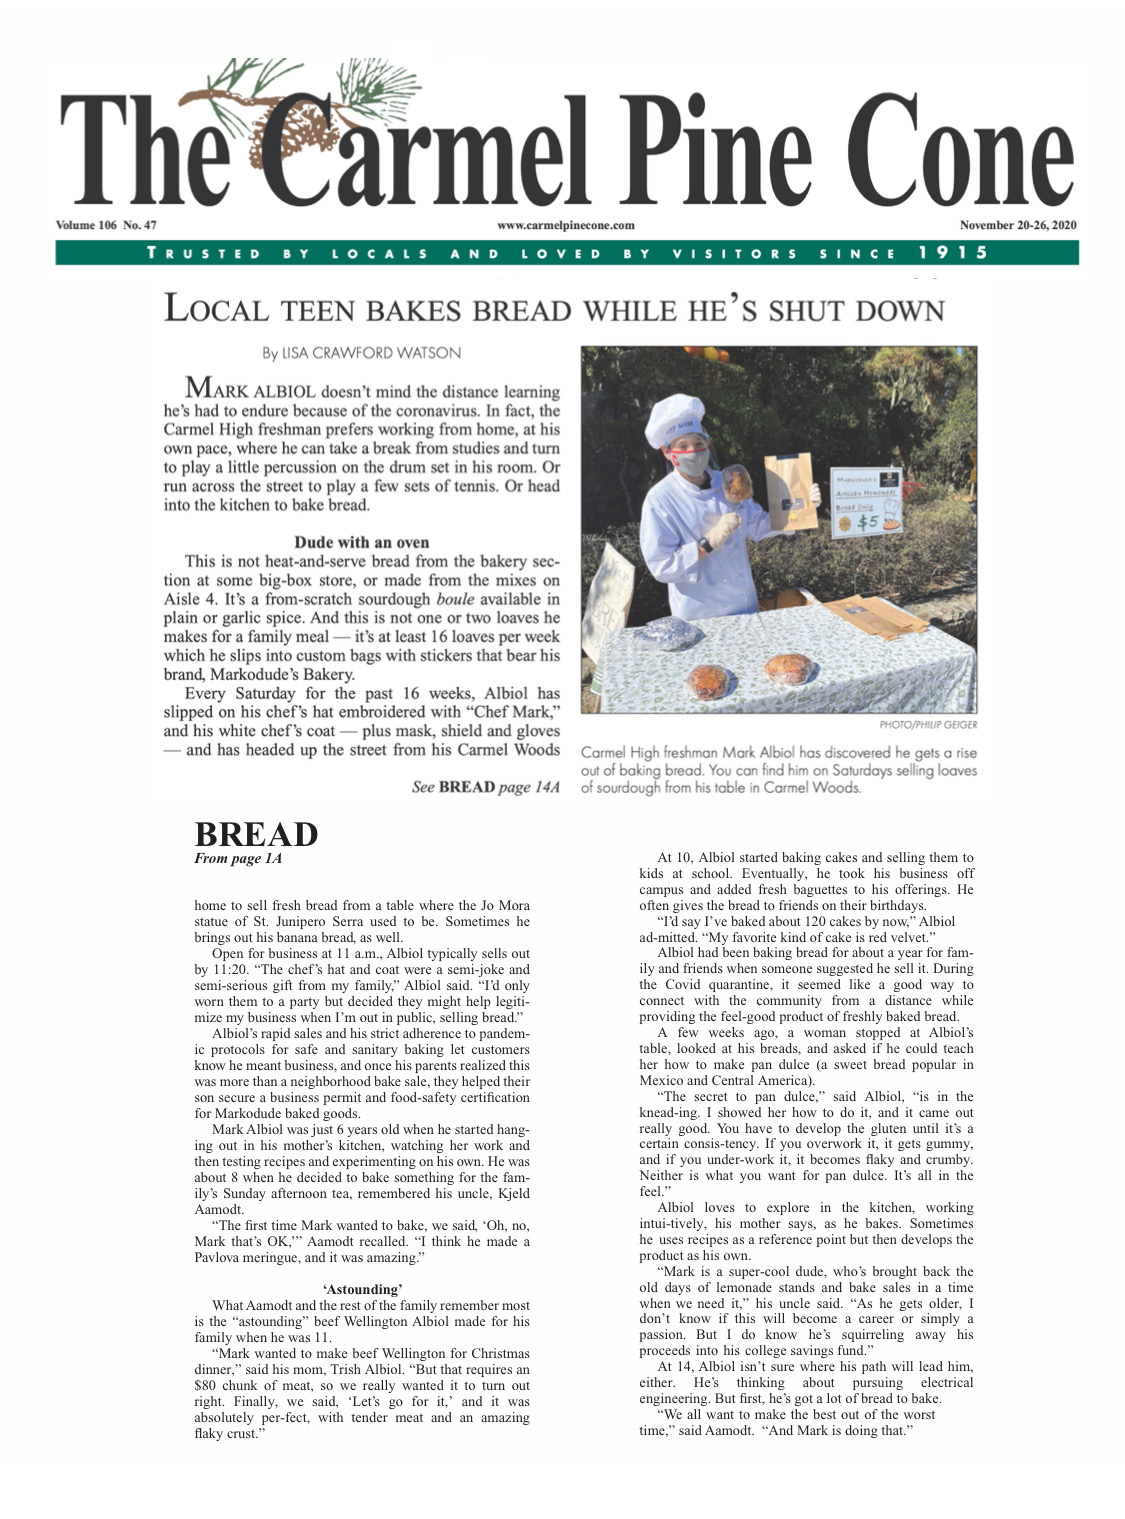 The Carmel Pine Cone
Volume 106 No. 47
www.carmelpinecone.com
November 20-26, 2020
TRUSTED BY LOCALS AND LOVED BY VISITORS SINCE 1915
LOCAL TEEN BAKES BREAD WHILE HE'S SHUT DOWN
By LISA CRAWFORD WATSON
MARK ALBIOL doesn't mind the distance learning
he's had to endure because of the coronavirus. In fact, the
Carmel High freshman prefers working from home, at his
own pace, where he can take a break from studies and turn
to play a little percussion on the drum set in his room. Or
run across the street to play a few sets of tennis. Or head
into the kitchen to bake bread.
Dude with an oven
This is not heat-and-serve bread from the bakery sec-
tion at some big-box store, or made from the mixes on
Aisle 4. It's a from-scratch sourdough boule available in
plain or garlic spice. And this is not one or two loaves he
makes for a family meal — it's at least 16 loaves per week
which he slips into custom bags with stickers that bear his
brand, Markodude's Bakery.
Every Saturday for the past 16 weeks, Albiol has
slipped on his chef's hat embroidered with “Chef Mark,”
and his white chef's coat — plus mask, shield and gloves
— and has headed up the street from his Carmel Woods
See BREAD page 14A
CHEF MARK
Markodude's
Artisan Homemade
Bread Only
$5
PHOTO/PHILIP GEIGER
Carmel High freshman Mark Albiol has discovered he gets a rise
out of baking bread. You can find him on Saturdays selling loaves
of sourdough from his table in Carmel Woods.
BREAD
From page 1A
home to sell fresh bread from a table where the Jo Mora
statue of St. Junipero Serra used to be. Sometimes he
brings out his banana bread, as well.
Open for business at 11 a.m., Albiol typically sells out
by 11:20. “The chef's hat and coat were a semi-joke and
semi-serious gift from my family,” Albiol said. “I'd only
worn them to a party but decided they might help legiti-
mize my business when I'm out in public, selling bread.”
Albiol's rapid sales and his strict adherence to pandem-
ic protocols for safe and sanitary baking let customers
know he meant business, and once his parents realized this
was more than a neighborhood bake sale, they helped their
son secure a business permit and food-safety certification
for Markodude baked goods.
Mark Albiol was just 6 years old when he started hang-
ing out in his mother's kitchen, watching her work and
then testing recipes and experimenting on his own. He was
about 8 when he decided to bake something for the fam-
ily's Sunday afternoon tea, remembered his uncle, Kjeld
Aamodt.
“The first time Mark wanted to bake, we said, ‘Oh, no,
Mark that's OK,’” Aamodt recalled. “I think he made a
Pavlova meringue, and it was amazing.”
‘Astounding’
What Aamodt and the rest of the family remember most
is the “astounding” beef Wellington Albiol made for his
family when he was 11.
“Mark wanted to make beef Wellington for Christmas
dinner,” said his mom, Trish Albiol. “But that requires an
$80 chunk of meat, so we really wanted it to turn out
right. Finally, we said, ‘Let's go for it,’ and it was
absolutely per-fect, with tender meat and an amazing
flaky crust.”
At 10, Albiol started baking cakes and selling them to
kids at school. Eventually, he took his business off
campus and added fresh baguettes to his offerings. He
often gives the bread to friends on their birthdays.
“I'd say I've baked about 120 cakes by now,” Albiol
ad-mitted. “My favorite kind of cake is red velvet.”
Albiol had been baking bread for about a year for fam-
ily and friends when someone suggested he sell it. During
the Covid quarantine, it seemed like a good way to
connect with the community from a distance while
providing the feel-good product of freshly baked bread.
A few weeks ago, a woman stopped at Albiol's
table, looked at his breads, and asked if he could teach
her how to make pan dulce (a sweet bread popular in
Mexico and Central America).
“The secret to pan dulce,” said Albiol, “is in the
knead-ing. I showed her how to do it, and it came out
really good. You have to develop the gluten until it's a
certain consis-tency. If you overwork it, it gets gummy,
and if you under-work it, it becomes flaky and crumby.
Neither is what you want for pan dulce. It's all in the
feel.”
Albiol loves to explore in the kitchen, working
intui-tively, his mother says, as he bakes. Sometimes
he uses recipes as a reference point but then develops the
product as his own.
“Mark is a super-cool dude, who's brought back the
old days of lemonade stands and bake sales in a time
when we need it,” his uncle said. “As he gets older, I
don't know if this will become a career or simply a
passion. But I do know he's squirreling away his
proceeds into his college savings fund.”
At 14, Albiol isn't sure where his path will lead him,
either. He's thinking about pursuing electrical
engineering. But first, he's got a lot of bread to bake.
“We all want to make the best out of the worst
time,” said Aamodt. “And Mark is doing that.”